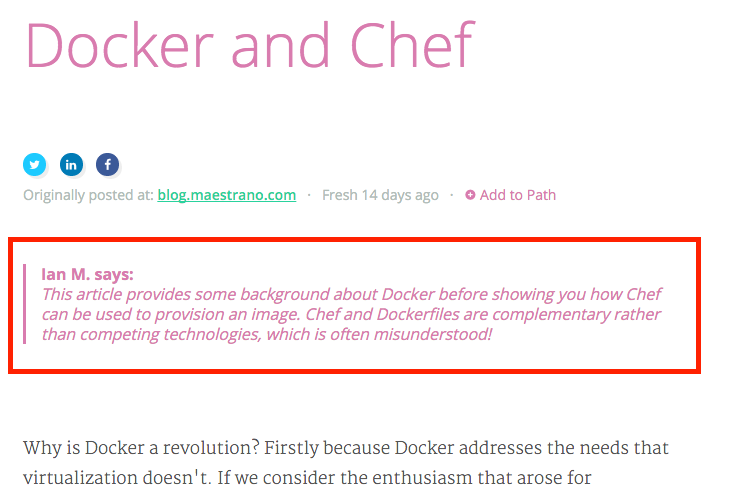 Docker and Chef
Originally posted at: blog.maestrano.com · Fresh 14 days ago · Add to Path
Ian M. says:
This article provides some background about Docker before showing you how Chef
can be used to provision an image. Chef and Dockerfiles are complementary rather
than competing technologies, which is often misunderstood!
Why is Docker a revolution? Firstly because Docker addresses the needs that
virtualization doesn't. If we consider the enthusiasm that arose for